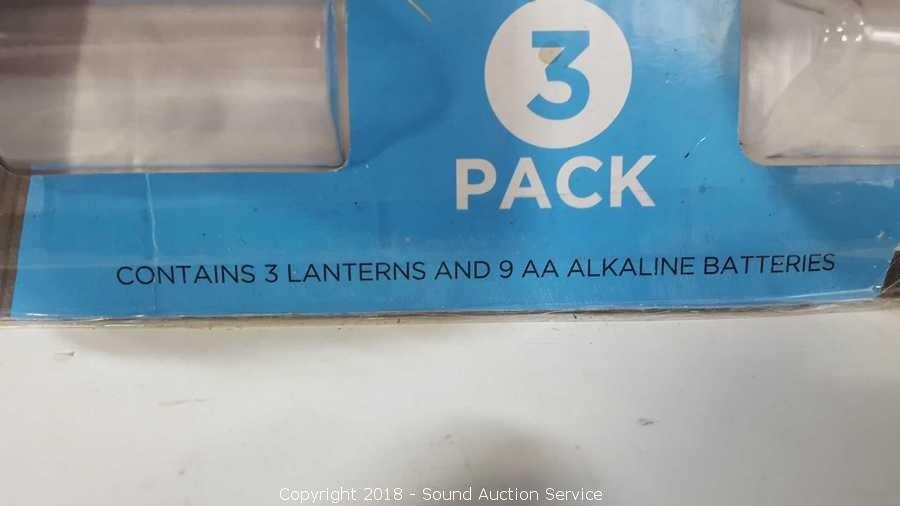 3
PACK
CONTAINS 3 LANTERNS AND 9 AA ALKALINE BATTERIES
Copyright 2018 - Sound Auction Service